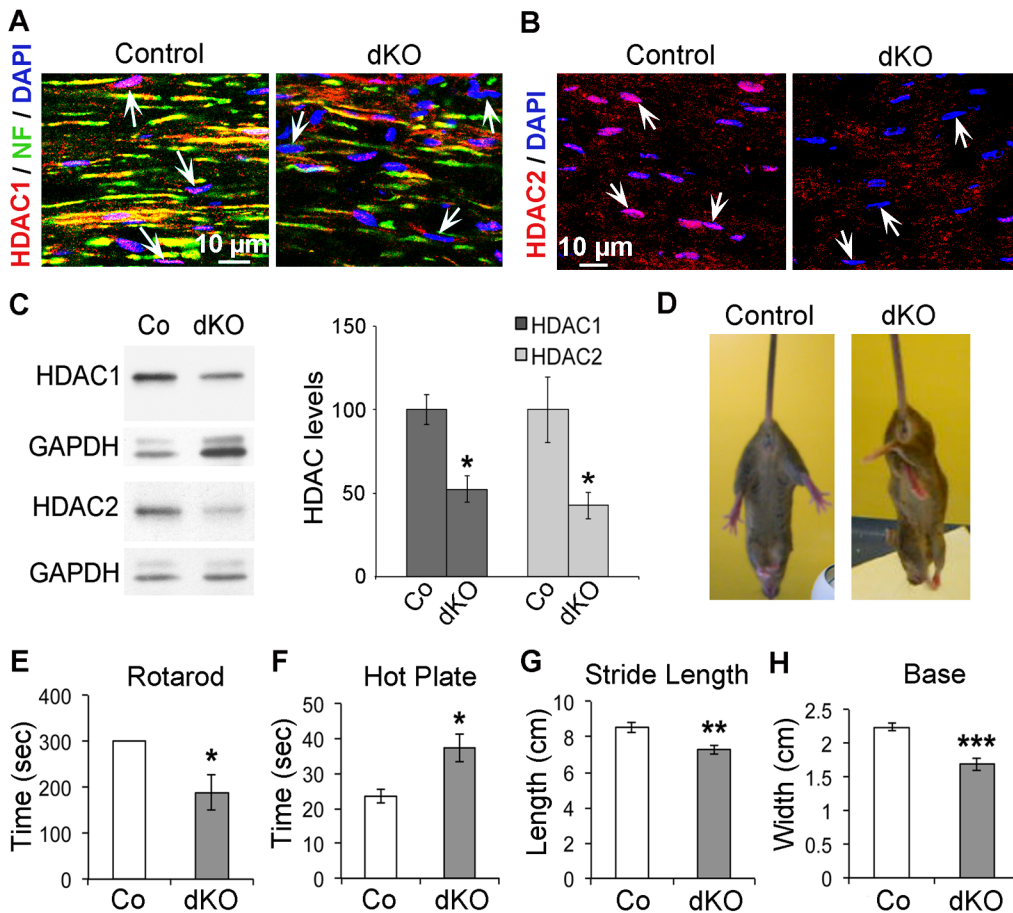 A
Control
dKO
HDAC1 / NF / DAPI
10 µm
B
Control
dKO
HDAC2 / DAPI
10 µm
C
Co dKO
HDAC1
GAPDH
HDAC2
GAPDH
HDAC levels
150
100
50
0
HDAC1
HDAC2
*
*
Co
dKO
Co
dKO
D
Control
dKO
E
Rotarod
Time (sec)
400
300
200
100
0
*
Co
dKO
F
Hot Plate
Time (sec)
50
40
30
20
10
0
*
Co
dKO
G
Stride Length
Length (cm)
10
8
6
4
2
0
**
Co
dKO
H
Base
Width (cm)
2.5
2
1.5
1
0.5
0
***
Co
dKO